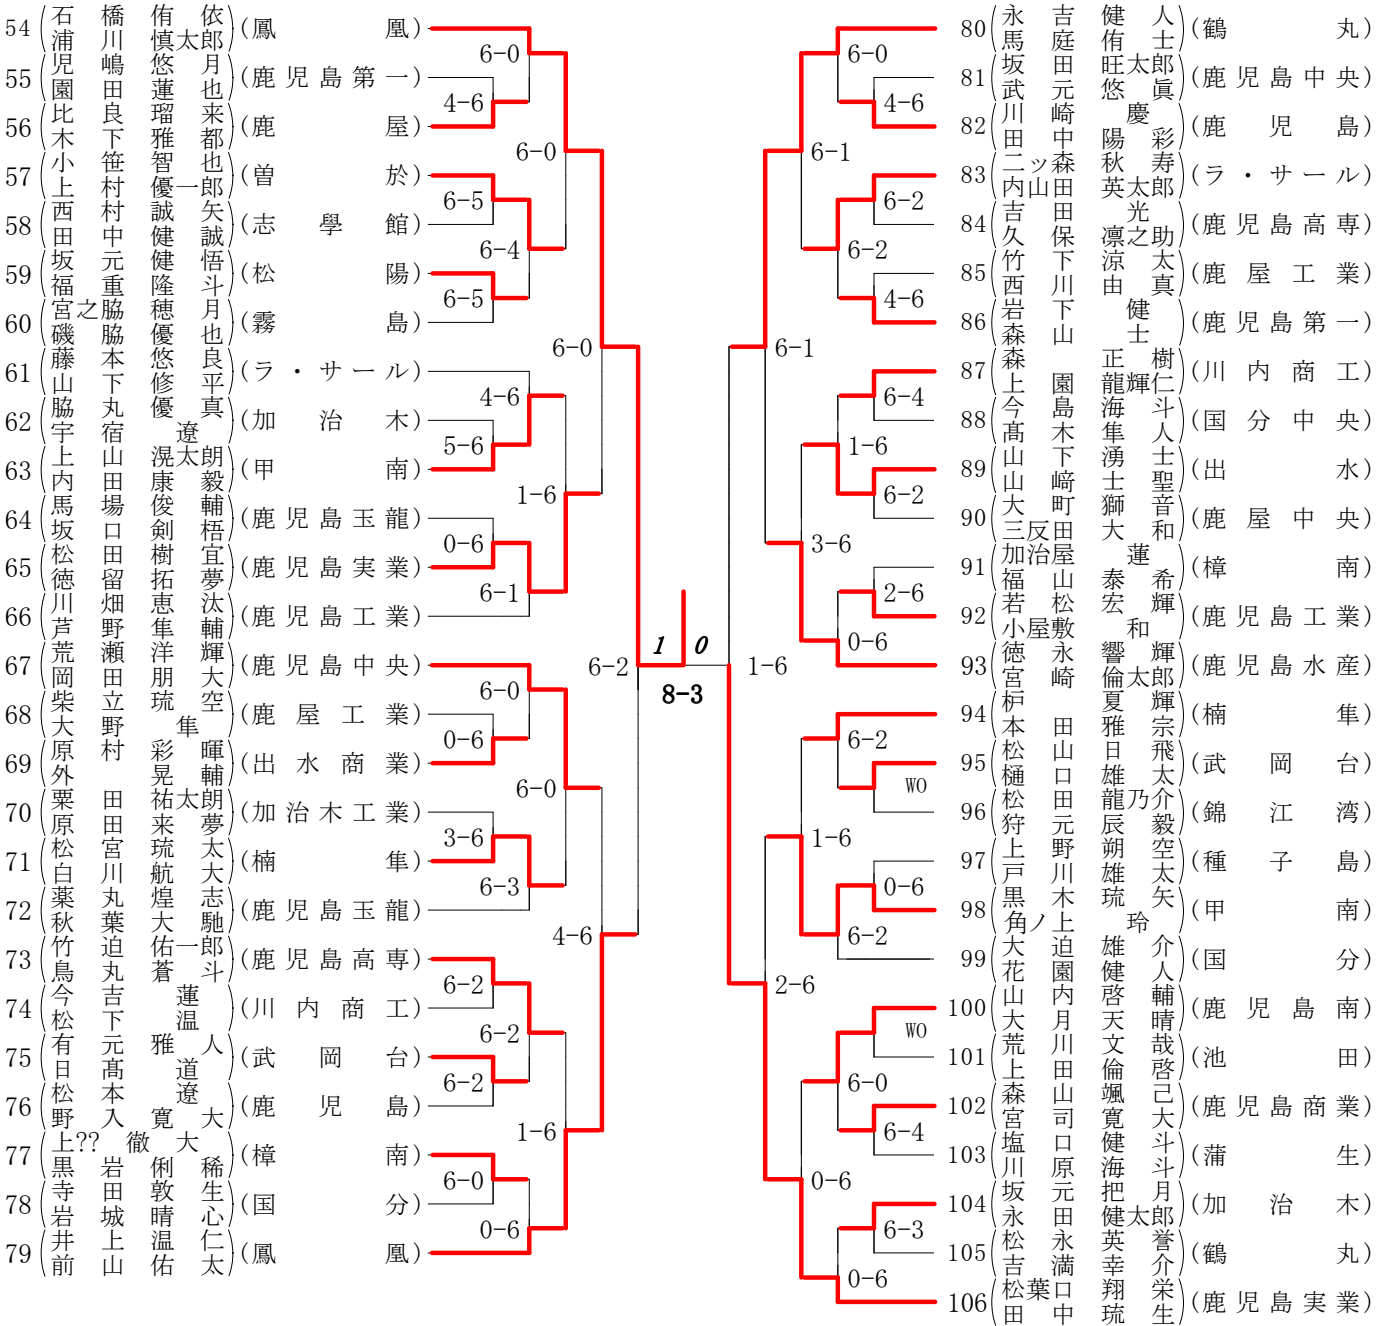 54 石橋侑依 浦川慎太郎 (鳳凰)
55 児嶋悠月 園田蓮也 (鹿児島第一)
56 比良瑠来 木下雅都 (鹿屋)
57 小笹智也 上村優一郎 (曽於)
58 西村誠矢 田中健誠 (志學館)
59 坂元健悟 福重隆斗 (松陽)
60 宮之脇穂月 磯脇優也 (霧島)
61 藤本悠良 山下修平 (ラ・サール)
62 脇丸優真 宇宿遼 (加治木)
63 上山滉太朗 内田康毅 (甲南)
64 馬場俊輔 坂口剣悟 (鹿児島玉龍)
65 松田樹宜 徳留拓夢 (鹿児島実業)
66 川畑恵汰 芦野隼輔 (鹿児島工業)
67 荒瀬洋輝 岡田朋大 (鹿児島中央)
68 柴立琉空 大野隼 (鹿屋工業)
69 原村彩暉 外晃輔 (出水商業)
70 栗田祐太朗 原田来夢 (加治木工業)
71 松宮琉太 白川航大 (楠隼)
72 薬丸煌志 秋葉大馳 (鹿児島玉龍)
73 竹迫佑一郎 鳥丸蒼斗 (鹿児島高専)
74 今吉蓮 松下温 (川内商工)
75 有元雅人 日髙道 (武岡台)
76 松本遼 野入寛大 (鹿児島)
77 上??徹大 黒岩俐稀 (樟南)
78 寺田敦生 岩城晴心 (国分)
79 井上温仁 前山佑太 (鳳凰)
6-0
4-6
6-0
6-5
6-4
6-5
6-0
4-6
5-6
1-6
0-6
6-1
6-2
6-0
0-6
6-0
3-6
6-3
4-6
6-2
6-2
6-2
1-6
6-0
0-6
1 0
8-3
80 永吉健人 馬庭侑士 (鶴丸)
81 坂田旺太郎 武元悠眞 (鹿児島中央)
82 川崎慶 田中陽彩 (鹿児島)
83 二ッ森秋寿 内山田英太郎 (ラ・サール)
84 吉田光 久保凛之助 (鹿児島高専)
85 竹下涼太 西川由真 (鹿屋工業)
86 岩下健 森山士 (鹿児島第一)
87 森正樹 上園龍輝仁 (川内商工)
88 今島海斗 髙木隼人 (国分中央)
89 山下湧士 山﨑士聖 (出水)
90 大町獅音 三反田大和 (鹿屋中央)
91 加治屋蓮 福山泰希 (樟南)
92 若松宏輝 小屋敷和 (鹿児島工業)
93 徳永響輝 宮崎倫太郎 (鹿児島水産)
94 枦夏輝 本田雅宗 (楠隼)
95 松山日飛 樋口雄太 (武岡台)
96 松田龍乃介 狩元辰毅 (錦江湾)
97 上野朔空 戸川雄太 (種子島)
98 黒木琉矢 角ノ上玲 (甲南)
99 大迫雄介 花園健人 (国分)
100 山内啓輔 大月天晴 (鹿児島南)
101 荒川文哉 上田倫啓 (池田)
102 森山颯己 宮司寛大 (鹿児島商業)
103 塩口健斗 川原海斗 (蒲生)
104 坂元把月 永田健太郎 (加治木)
105 松永英誉 吉満幸介 (鶴丸)
106 松葉口翔栄 田中琉生 (鹿児島実業)
6-0
4-6
6-1
6-2
6-2
4-6
6-1
6-4
1-6
6-2
3-6
2-6
0-6
1-6
6-2
WO
1-6
0-6
6-2
2-6
WO
6-0
6-4
0-6
6-3
0-6